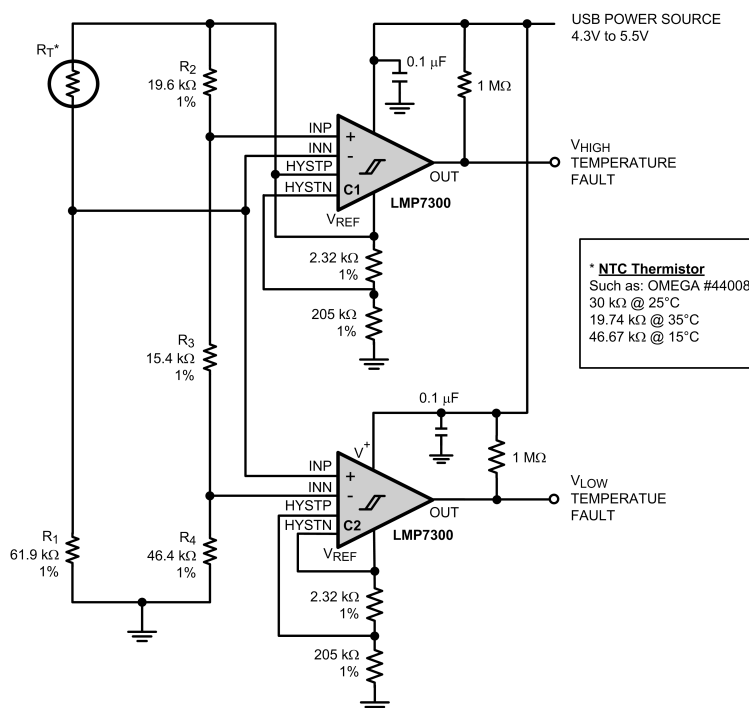 USB POWER SOURCE
4.3V to 5.5V
RT*
R2
19.6 kΩ
1%
0.1 μF
1 MΩ
INP
INN
HYSTP
HYSTN
+
-
C1
OUT
LMP7300
VREF
VHIGH
TEMPERATURE
FAULT
2.32 kΩ
1%
205 kΩ
1%
* NTC Thermistor
Such as: OMEGA #44008
30 kΩ @ 25°C
19.74 kΩ @ 35°C
46.67 kΩ @ 15°C
R3
15.4 kΩ
1%
0.1 μF
V+
1 MΩ
INP
INN
HYSTP
HYSTN
+
-
C2
OUT
LMP7300
VREF
VLOW
TEMPERATUE
FAULT
R1
61.9 kΩ
1%
R4
46.4 kΩ
1%
2.32 kΩ
1%
205 kΩ
1%